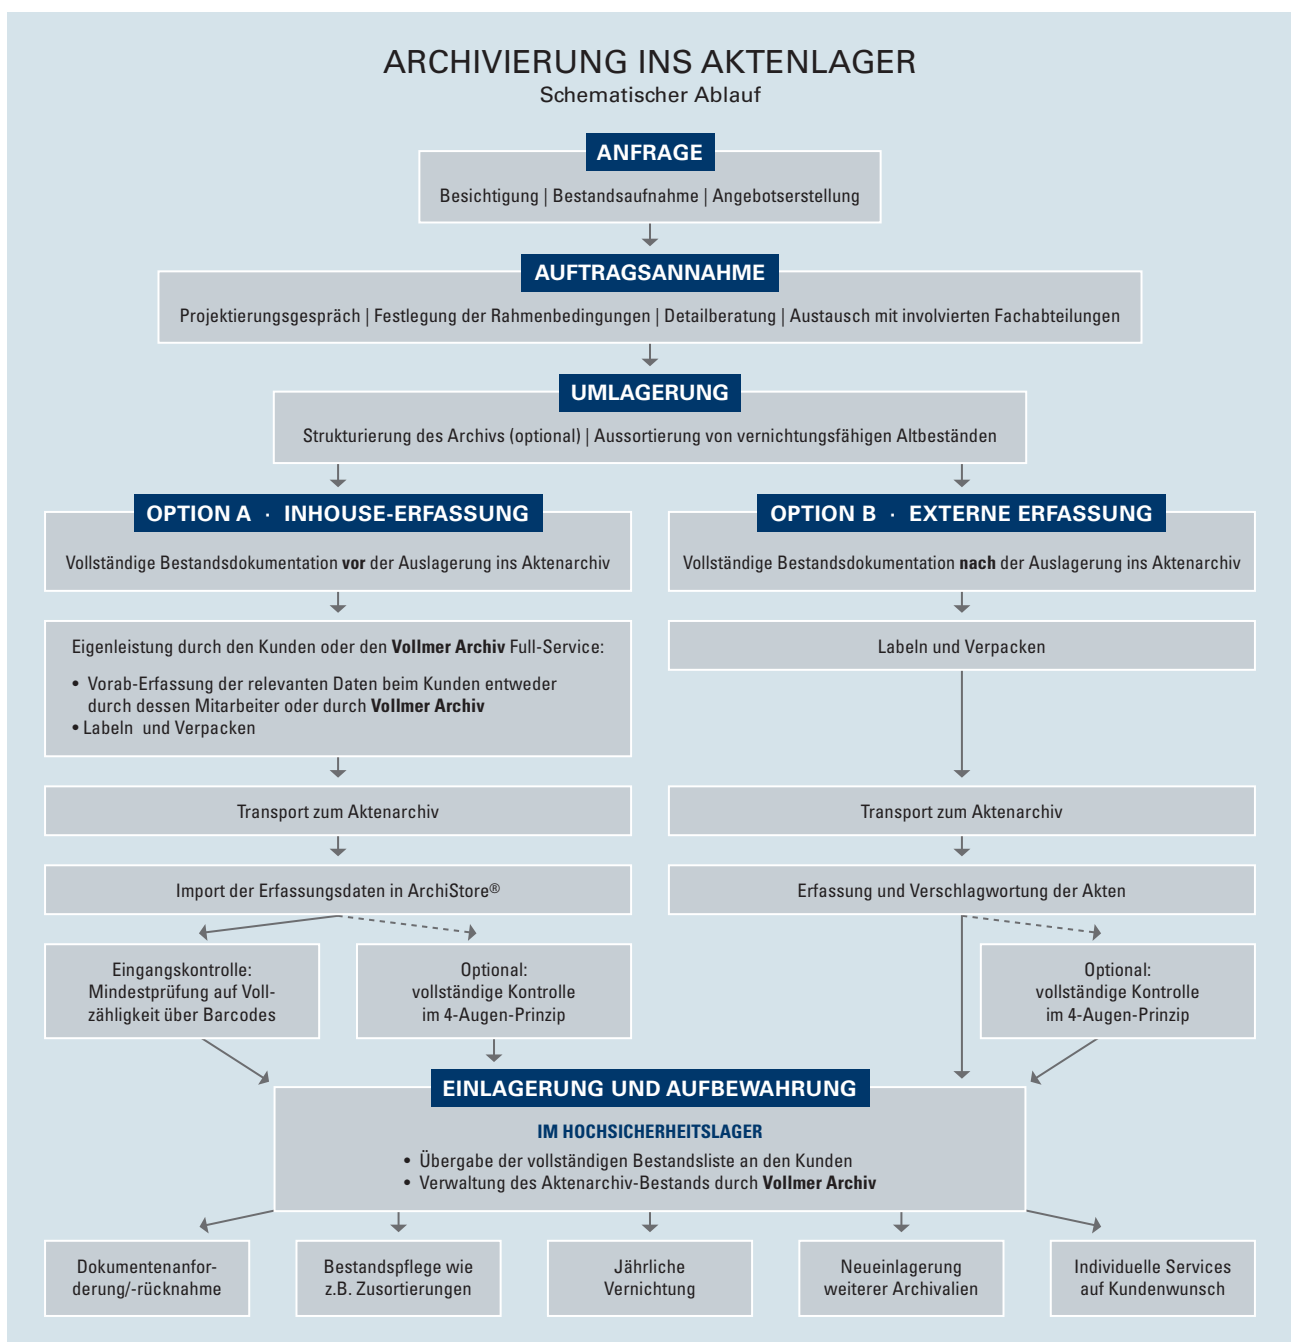 ARCHIVIERUNG INS AKTENLAGER
Schematischer Ablauf
ANFRAGE
Besichtigung | Bestandsaufnahme | Angebotserstellung
AUFTRAGSANNAHME
Projektierungsgespräch | Festlegung der Rahmenbedingungen | Detailberatung | Austausch mit involvierten Fachabteilungen
UMLAGERUNG
Strukturierung des Archivs (optional) | Aussortierung von vernichtungsfähigen Altbeständen
OPTION A · INHOUSE-ERFASSUNG
Vollständige Bestandsdokumentation vor der Auslagerung ins Aktenarchiv
Eigenleistung durch den Kunden oder den Vollmer Archiv Full-Service:
• Vorab-Erfassung der relevanten Daten beim Kunden entweder
durch dessen Mitarbeiter oder durch Vollmer Archiv
• Labeln und Verpacken
Transport zum Aktenarchiv
Import der Erfassungsdaten in ArchiStore®
Eingangskontrolle:
Mindestprüfung auf Voll-
zähligkeit über Barcodes
Optional:
vollständige Kontrolle
im 4-Augen-Prinzip
OPTION B · EXTERNE ERFASSUNG
Vollständige Bestandsdokumentation nach der Auslagerung ins Aktenarchiv
Labeln und Verpacken
Transport zum Aktenarchiv
Erfassung und Verschlagwortung der Akten
Optional:
vollständige Kontrolle
im 4-Augen-Prinzip
EINLAGERUNG UND AUFBEWAHRUNG
IM HOCHSICHERHEITSLAGER
• Übergabe der vollständigen Bestandsliste an den Kunden
• Verwaltung des Aktenarchiv-Bestands durch Vollmer Archiv
Dokumentenanfor-
derung/-rücknahme
Bestandspflege wie
z.B. Zusortierungen
Jährliche
Vernichtung
Neueinlagerung
weiterer Archivalien
Individuelle Services
auf Kundenwunsch